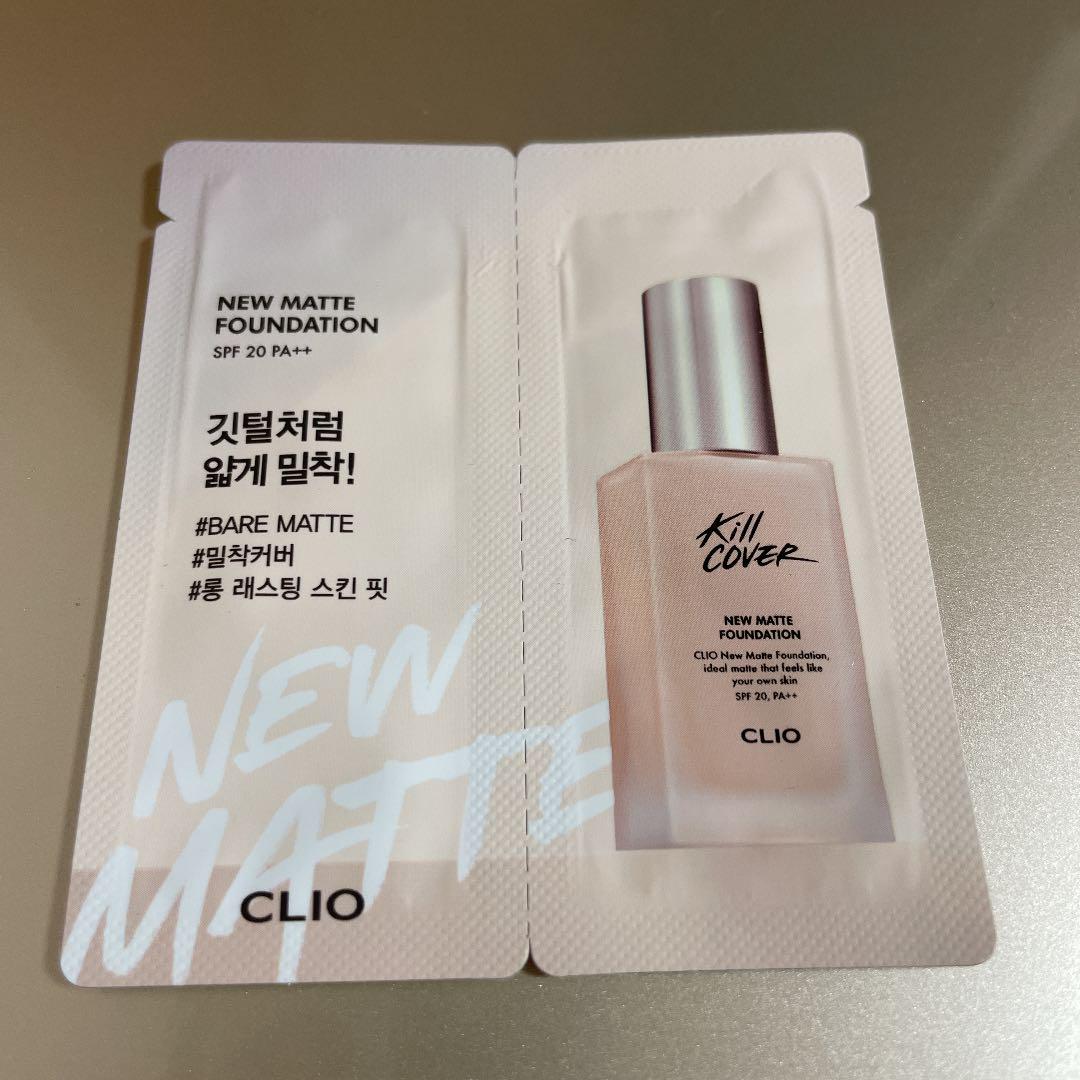 NEW MATTE
FOUNDATION
SPF 20 PA++
깃털처럼
얇게 밀착!
#BARE MATTE
#밀착커버
#롱 래스팅 스킨 핏
NEW
MATTE
CLIO
Kill
COVER
NEW MATTE
FOUNDATION
CLIO New Matte Foundation,
ideal matte that feels like
your own skin
SPF 20, PA++
CLIO